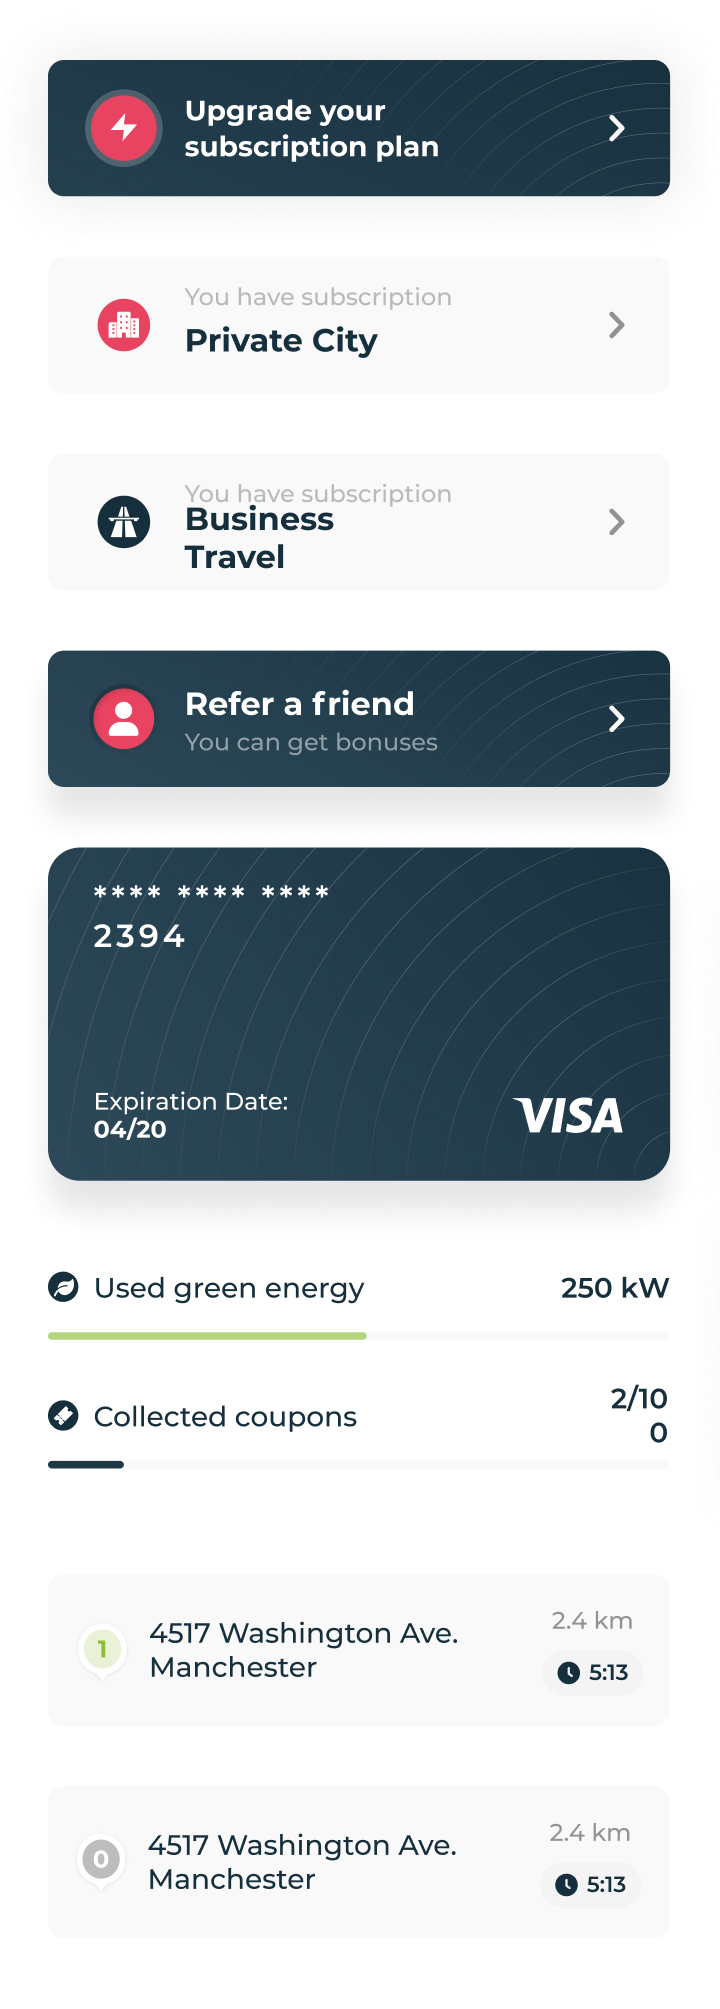 Upgrade your
subscription plan
You have subscription
Private City
You have subscription
Business
Travel
Refer a friend
You can get bonuses
**** **** ****
2394
Expiration Date:
04/20
VISA
Used green energy
250 kW
Collected coupons
2/10
0
1
4517 Washington Ave.
Manchester
2.4 km
5:13
0
4517 Washington Ave.
Manchester
2.4 km
5:13